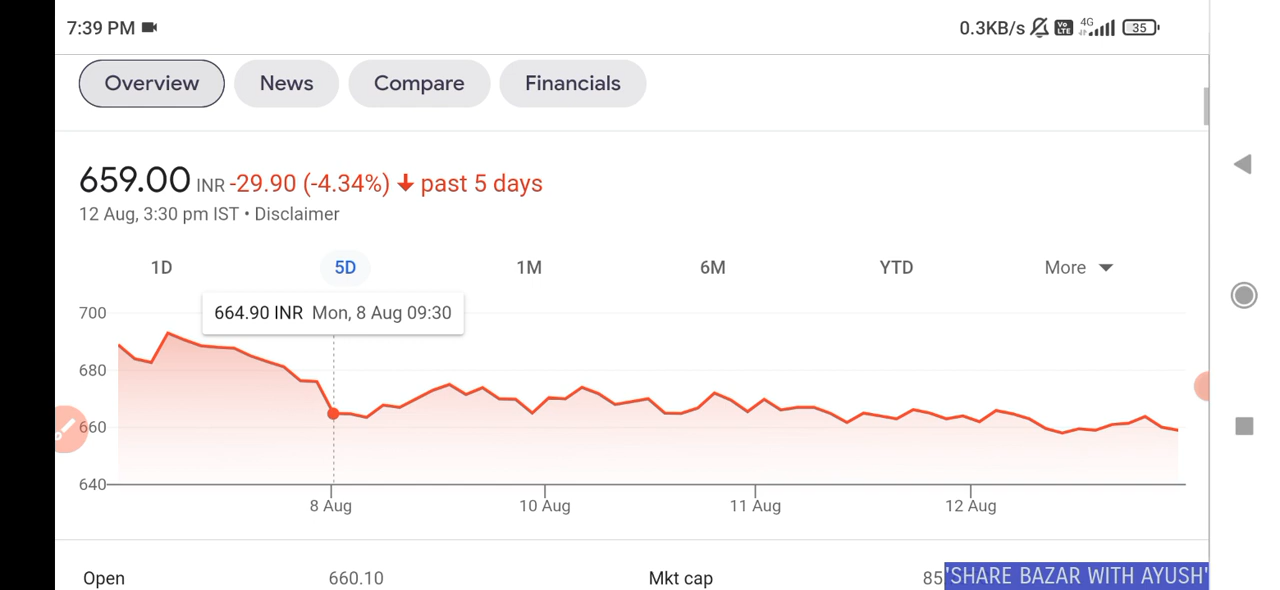 7:39 PM
0.3KB/s Vo LTE 4G 35
Overview News Compare Financials
659.00 INR -29.90 (-4.34%) past 5 days
12 Aug, 3:30 pm IST • Disclaimer
1D 5D 1M 6M YTD More
664.90 INR Mon, 8 Aug 09:30
700
680
660
640
8 Aug 10 Aug 11 Aug 12 Aug
Open 660.10 Mkt cap 85
'SHARE BAZAR WITH AYUSH'